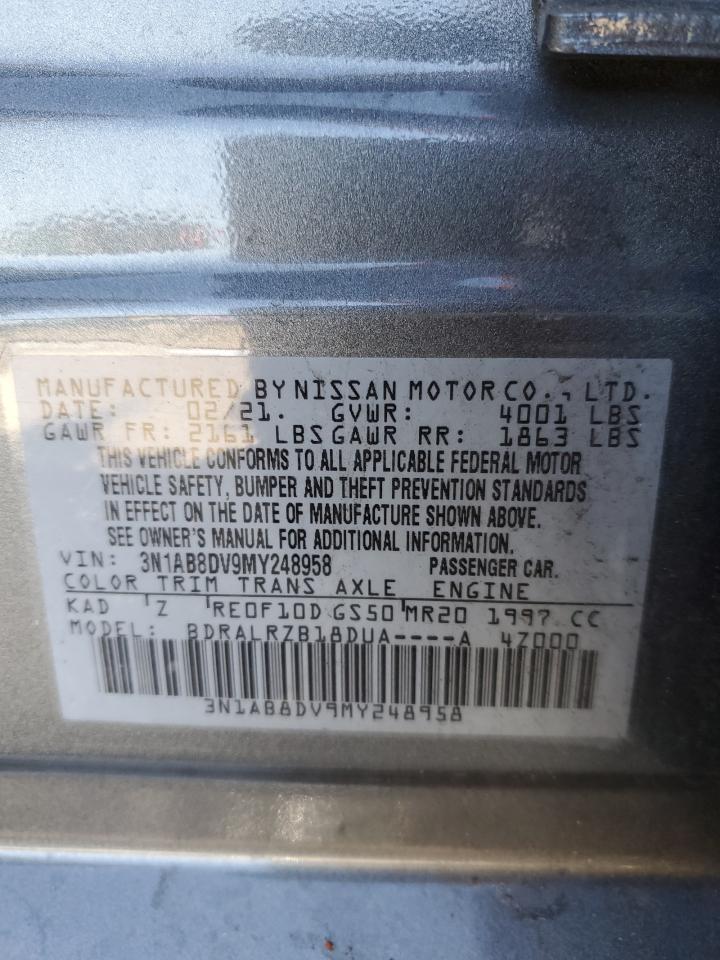 MANUFACTURED BY NISSAN MOTOR CO., LTD.
DATE: 02/21. GVWR: 4001 LBS
GAWR FR: 2161 LBS GAWR RR: 1863 LBS
THIS VEHICLE CONFORMS TO ALL APPLICABLE FEDERAL MOTOR
VEHICLE SAFETY, BUMPER AND THEFT PREVENTION STANDARDS
IN EFFECT ON THE DATE OF MANUFACTURE SHOWN ABOVE.
SEE OWNER'S MANUAL FOR ADDITIONAL INFORMATION.
VIN: 3N1AB8DV9MY248958 PASSENGER CAR.
COLOR TRIM TRANS AXLE ENGINE
KAD Z RE0F10D GS50 MR20 1997 CC
MODEL: BDRALRZB18DUA----A 4Z000
3N1AB8DV9MY248958